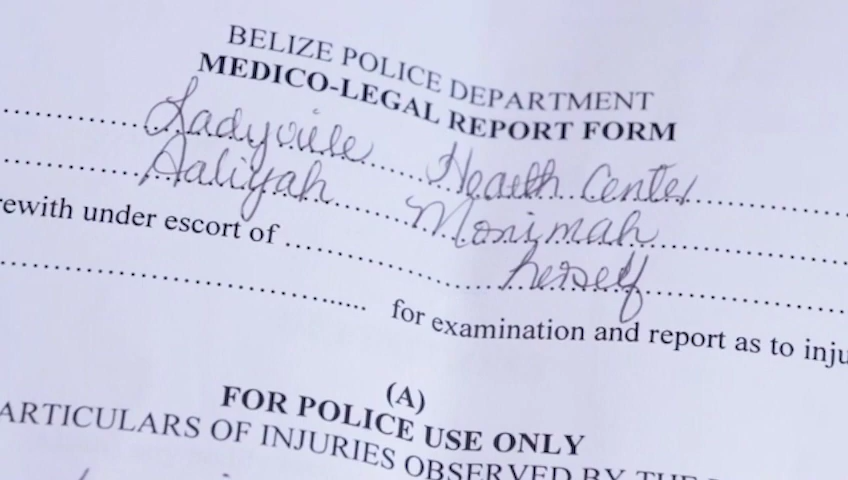 BELIZE POLICE DEPARTMENT
MEDICO-LEGAL REPORT FORM
Ladyville Health Center
Aaliyah Monimah
rewith under escort of herself
for examination and report as to inju
(A)
FOR POLICE USE ONLY
ARTICULARS OF INJURIES OBSERVED BY THE